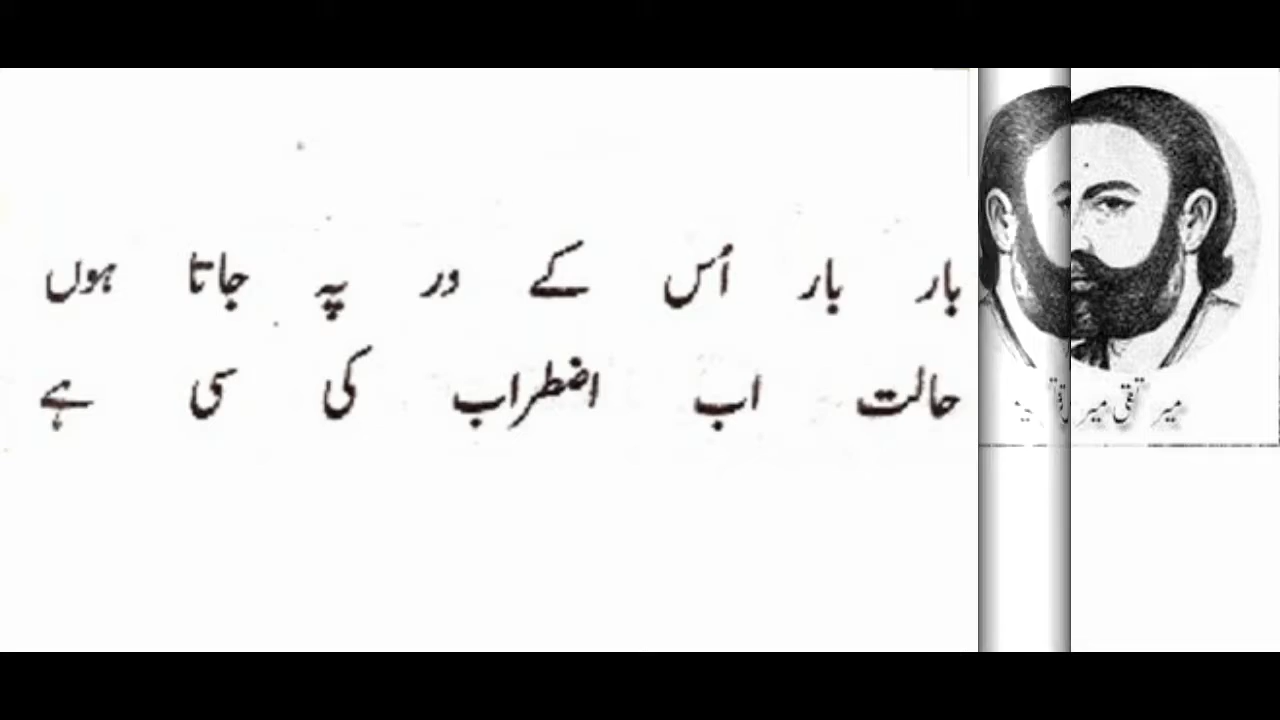 بار بار اُس کے در پہ جاتا ہوں
حالت اب اضطراب کی سی ہے
میر تقی میر